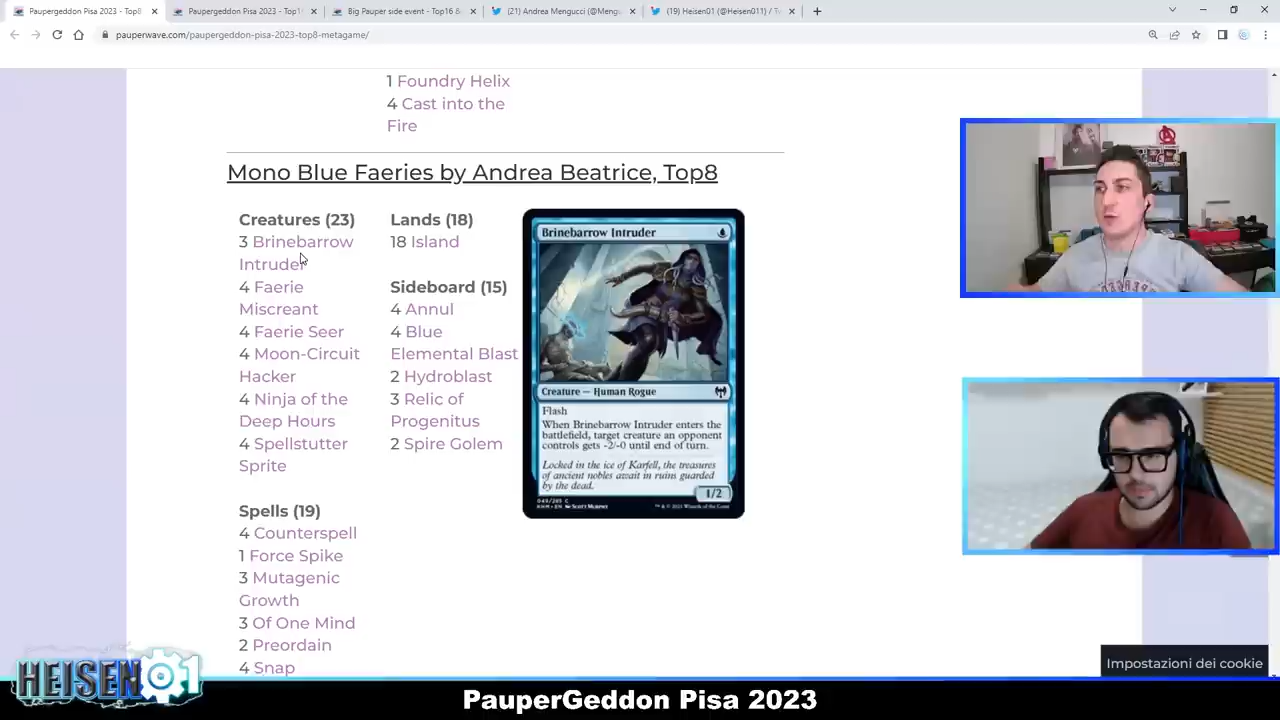 Paupergeddon Pisa 2023 - Top8
Paupergeddon Pisa 2023 - Top1
Big Pauper side event - Top16 &
(21) Andrea Mengucci (@Meng
(19) Heisen01 (@Heisen011) / Tw
pauperwave.com/paupergeddon-pisa-2023-top8-metagame/
1 Foundry Helix
4 Cast into the
Fire
Mono Blue Faeries by Andrea Beatrice, Top8
Creatures (23)
3 Brinebarrow
Intruder
4 Faerie
Miscreant
4 Faerie Seer
4 Moon-Circuit
Hacker
4 Ninja of the
Deep Hours
4 Spellstutter
Sprite
Spells (19)
4 Counterspell
1 Force Spike
3 Mutagenic
Growth
3 Of One Mind
2 Preordain
4 Snap
Lands (18)
18 Island
Sideboard (15)
4 Annul
4 Blue
Elemental Blast
2 Hydroblast
3 Relic of
Progenitus
2 Spire Golem
Brinebarrow Intruder
Creature — Human Rogue
Flash
When Brinebarrow Intruder enters the
battlefield, target creature an opponent
controls gets -2/-0 until end of turn.
Locked in the ice of Karfell, the treasures
of ancient nobles await in ruins guarded
by the dead.
1/2
Impostazioni dei cookie
HEISEN01
PauperGeddon Pisa 2023